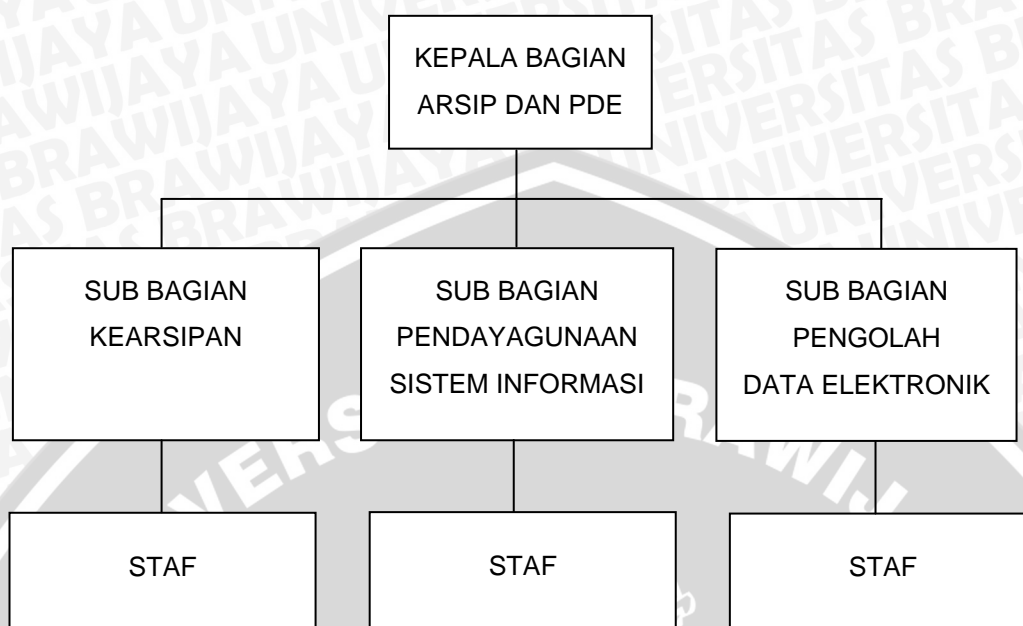 KEPALA BAGIAN
ARSIP DAN PDE
SUB BAGIAN
KEARSIPAN
SUB BAGIAN
PENDAYAGUNAAN
SISTEM INFORMASI
SUB BAGIAN
PENGOLAH
DATA ELEKTRONIK
STAF
STAF
STAF